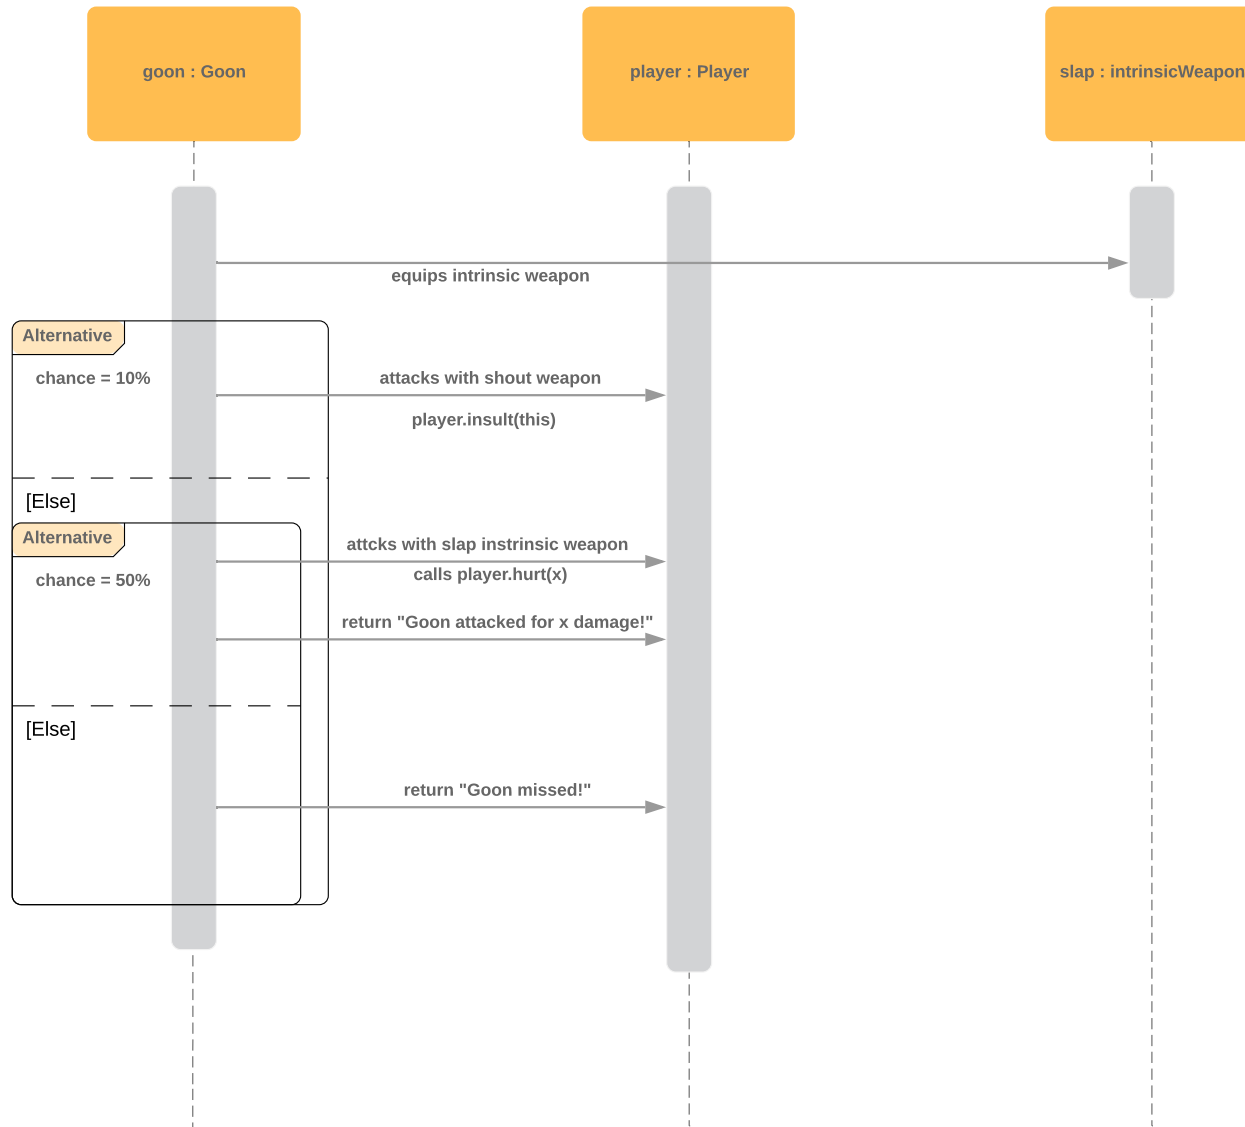 goon : Goon
player : Player
slap : intrinsicWeapon
equips intrinsic weapon
Alternative
chance = 10%
attacks with shout weapon
player.insult(this)
[Else]
Alternative
chance = 50%
attcks with slap instrinsic weapon
calls player.hurt(x)
return "Goon attacked for x damage!"
[Else]
return "Goon missed!"